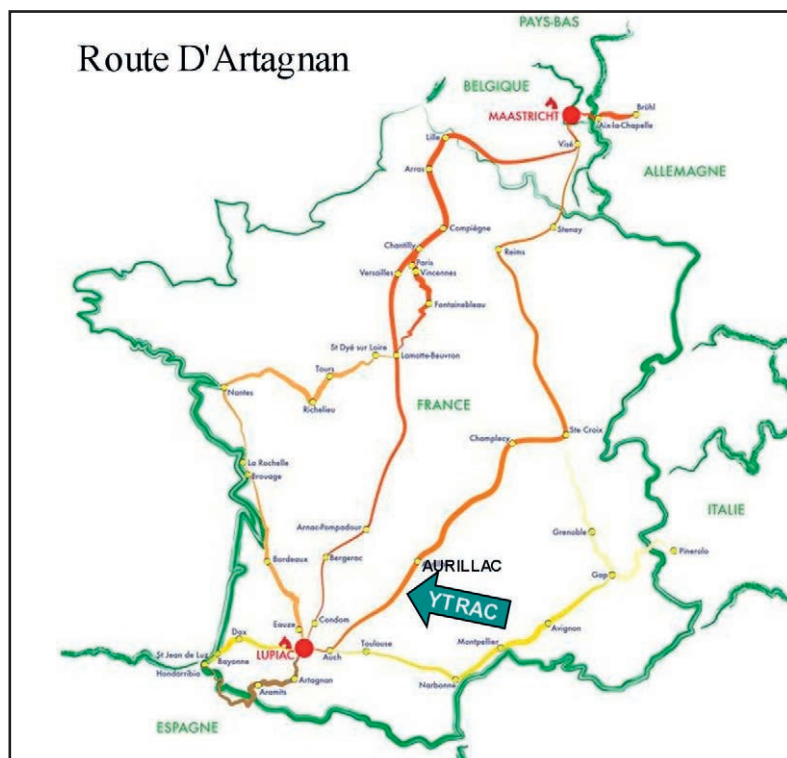 Route D'Artagnan
PAYS-BAS
BELGIQUE
MAASTRICHT
Brühl
Aix-la-Chapelle
Lille
Visé
ALLEMAGNE
Arras
Compiègne
Stenay
Chantilly
Reims
Paris
Versailles
Vincennes
Fontainebleau
St Dyé sur Loire
Lamotte-Beuvron
Tours
Nantes
Richelieu
FRANCE
Ste Croix
Champlecy
La Rochelle
Brouage
ITALIE
Arnac-Pompadour
Grenoble
Pinerolo
Bordeaux
Bergerac
AURILLAC
Gap
YTRAC
Eauze
Condom
Avignon
Dax
Toulouse
Montpellier
St Jean de Luz
LUPIAC
Auch
Bayonne
Hondarribia
Artagnan
Narbonne
Aramits
ESPAGNE